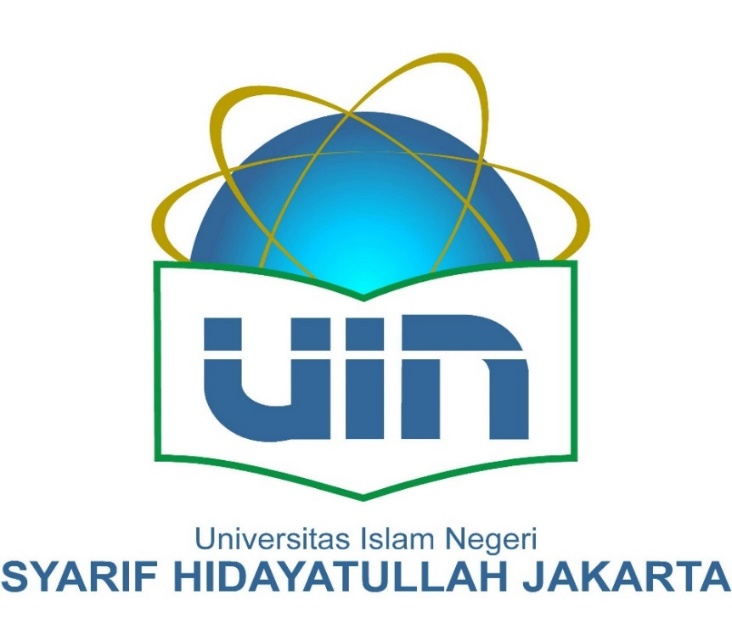 uin
Universitas Islam Negeri
SYARIF HIDAYATULLAH JAKARTA